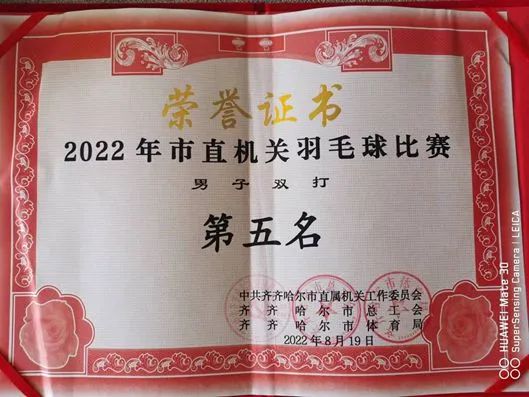 荣誉证书
2022年市直机关羽毛球比赛
男子双打
第五名
中共齐齐哈尔市直属机关工作委员会
齐齐哈尔市总工会
齐齐哈尔市体育局
2022年8月19日
HUAWEI Mate 30
SuperSensing Camera | LEICA